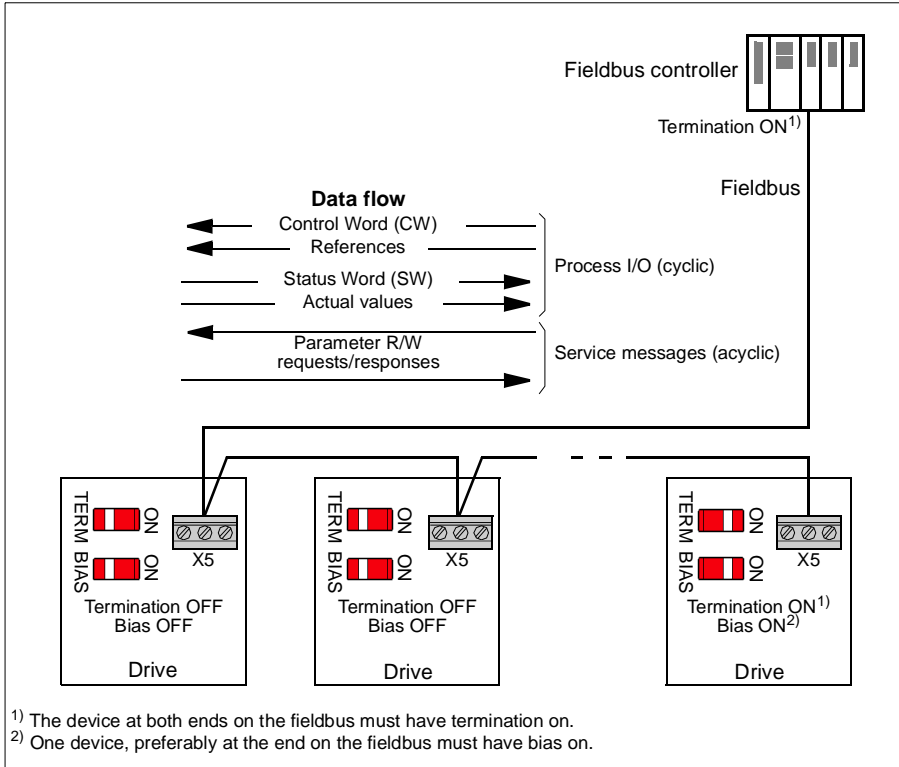 Fieldbus controller
Termination ON1)
Fieldbus
Data flow
Control Word (CW)
References
Status Word (SW)
Actual values
Process I/O (cyclic)
Parameter R/W
requests/responses
Service messages (acyclic)
TERM
ON
BIAS
ON
X5
Termination OFF
Bias OFF
Drive
TERM
ON
BIAS
ON
X5
Termination OFF
Bias OFF
Drive
TERM
ON
BIAS
ON
X5
Termination ON1)
Bias ON2)
Drive
1) The device at both ends on the fieldbus must have termination on.
2) One device, preferably at the end on the fieldbus must have bias on.